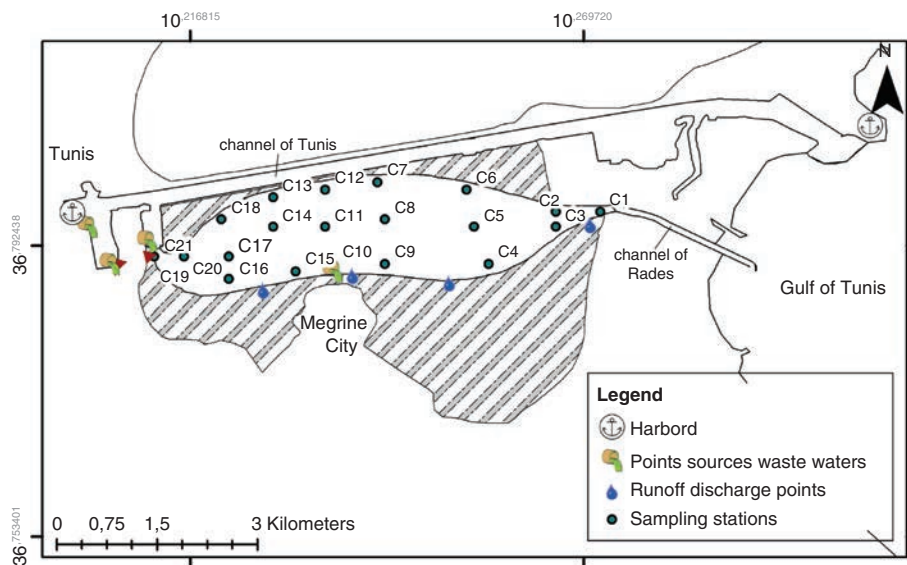 10,216815
10,269720
N
Tunis
channel of Tunis
C7
C13
C12
C6
C18
C2
C1
C14
C11
C8
C5
C3
36,792438
C21
C17
C10
C9
C4
channel of
Rades
C19
C20
C16
C15
Gulf of Tunis
Megrine
City
Legend
Harbord
Points sources waste waters
Runoff discharge points
Sampling stations
0 0,75 1,5 3 Kilometers
36,753401